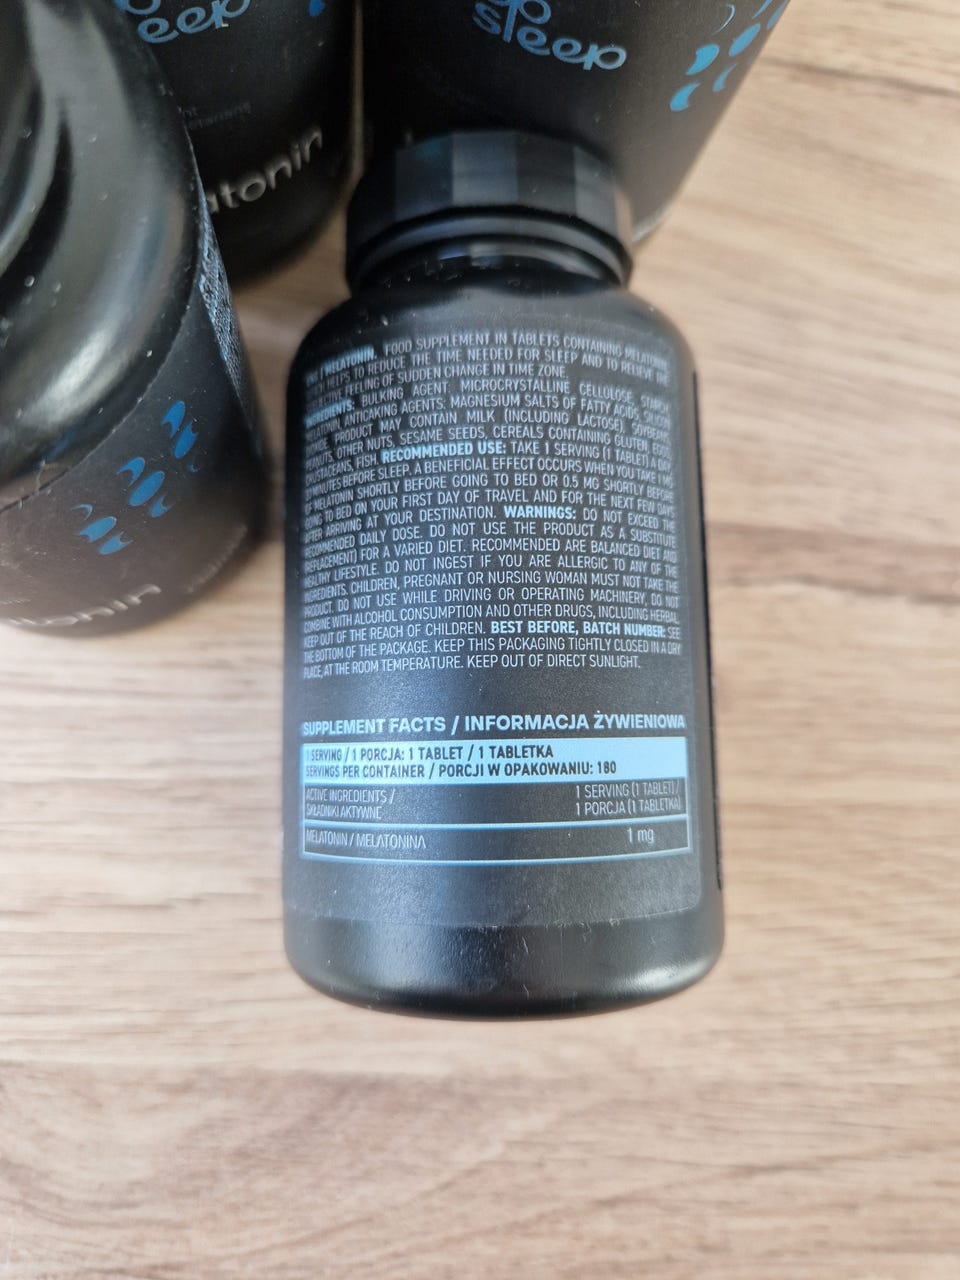 eep
sleep
atonin
onin
/ MELATONIN. FOOD SUPPLEMENT IN TABLETS CONTAINING MELATONIN,
HELPS TO REDUCE THE TIME NEEDED FOR SLEEP AND TO RELIEVE THE
FEELING OF SUDDEN CHANGE IN TIME ZONE.
INGREDIENTS: BULKING AGENT: MICROCRYSTALLINE CELLULOSE, STARCH,
MELATONIN, ANTICAKING AGENTS: MAGNESIUM SALTS OF FATTY ACIDS, SILICON
DIOXIDE. PRODUCT MAY CONTAIN MILK (INCLUDING LACTOSE), SOYBEANS,
PEANUTS, OTHER NUTS, SESAME SEEDS, CEREALS CONTAINING GLUTEN, EGGS,
CRUSTACEANS, FISH. RECOMMENDED USE: TAKE 1 SERVING (1 TABLET) A DAY
MINUTES BEFORE SLEEP. A BENEFICIAL EFFECT OCCURS WHEN YOU TAKE 1 MG
OF MELATONIN SHORTLY BEFORE GOING TO BED OR 0.5 MG SHORTLY BEFORE
GOING TO BED ON YOUR FIRST DAY OF TRAVEL AND FOR THE NEXT FEW DAYS
AFTER ARRIVING AT YOUR DESTINATION. WARNINGS: DO NOT EXCEED THE
RECOMMENDED DAILY DOSE. DO NOT USE THE PRODUCT AS A SUBSTITUTE
(REPLACEMENT) FOR A VARIED DIET. RECOMMENDED ARE BALANCED DIET AND
HEALTHY LIFESTYLE. DO NOT INGEST IF YOU ARE ALLERGIC TO ANY OF THE
INGREDIENTS. CHILDREN, PREGNANT OR NURSING WOMAN MUST NOT TAKE THE
PRODUCT. DO NOT USE WHILE DRIVING OR OPERATING MACHINERY, DO NOT
COMBINE WITH ALCOHOL CONSUMPTION AND OTHER DRUGS, INCLUDING HERBAL.
KEEP OUT OF THE REACH OF CHILDREN. BEST BEFORE, BATCH NUMBER: SEE
THE BOTTOM OF THE PACKAGE. KEEP THIS PACKAGING TIGHTLY CLOSED IN A DRY
PLACE, AT THE ROOM TEMPERATURE. KEEP OUT OF DIRECT SUNLIGHT.
SUPPLEMENT FACTS / INFORMACJA ŻYWIENIOWA
1 SERVING / 1 PORCJA: 1 TABLET / 1 TABLETKA
SERVINGS PER CONTAINER / PORCJI W OPAKOWANIU: 180
ACTIVE INGREDIENTS / 1 SERVING (1 TABLET) /
SKŁADNIKI AKTYWNE 1 PORCJA (1 TABLETKA)
MELATONIN / MELATONINA 1 mg